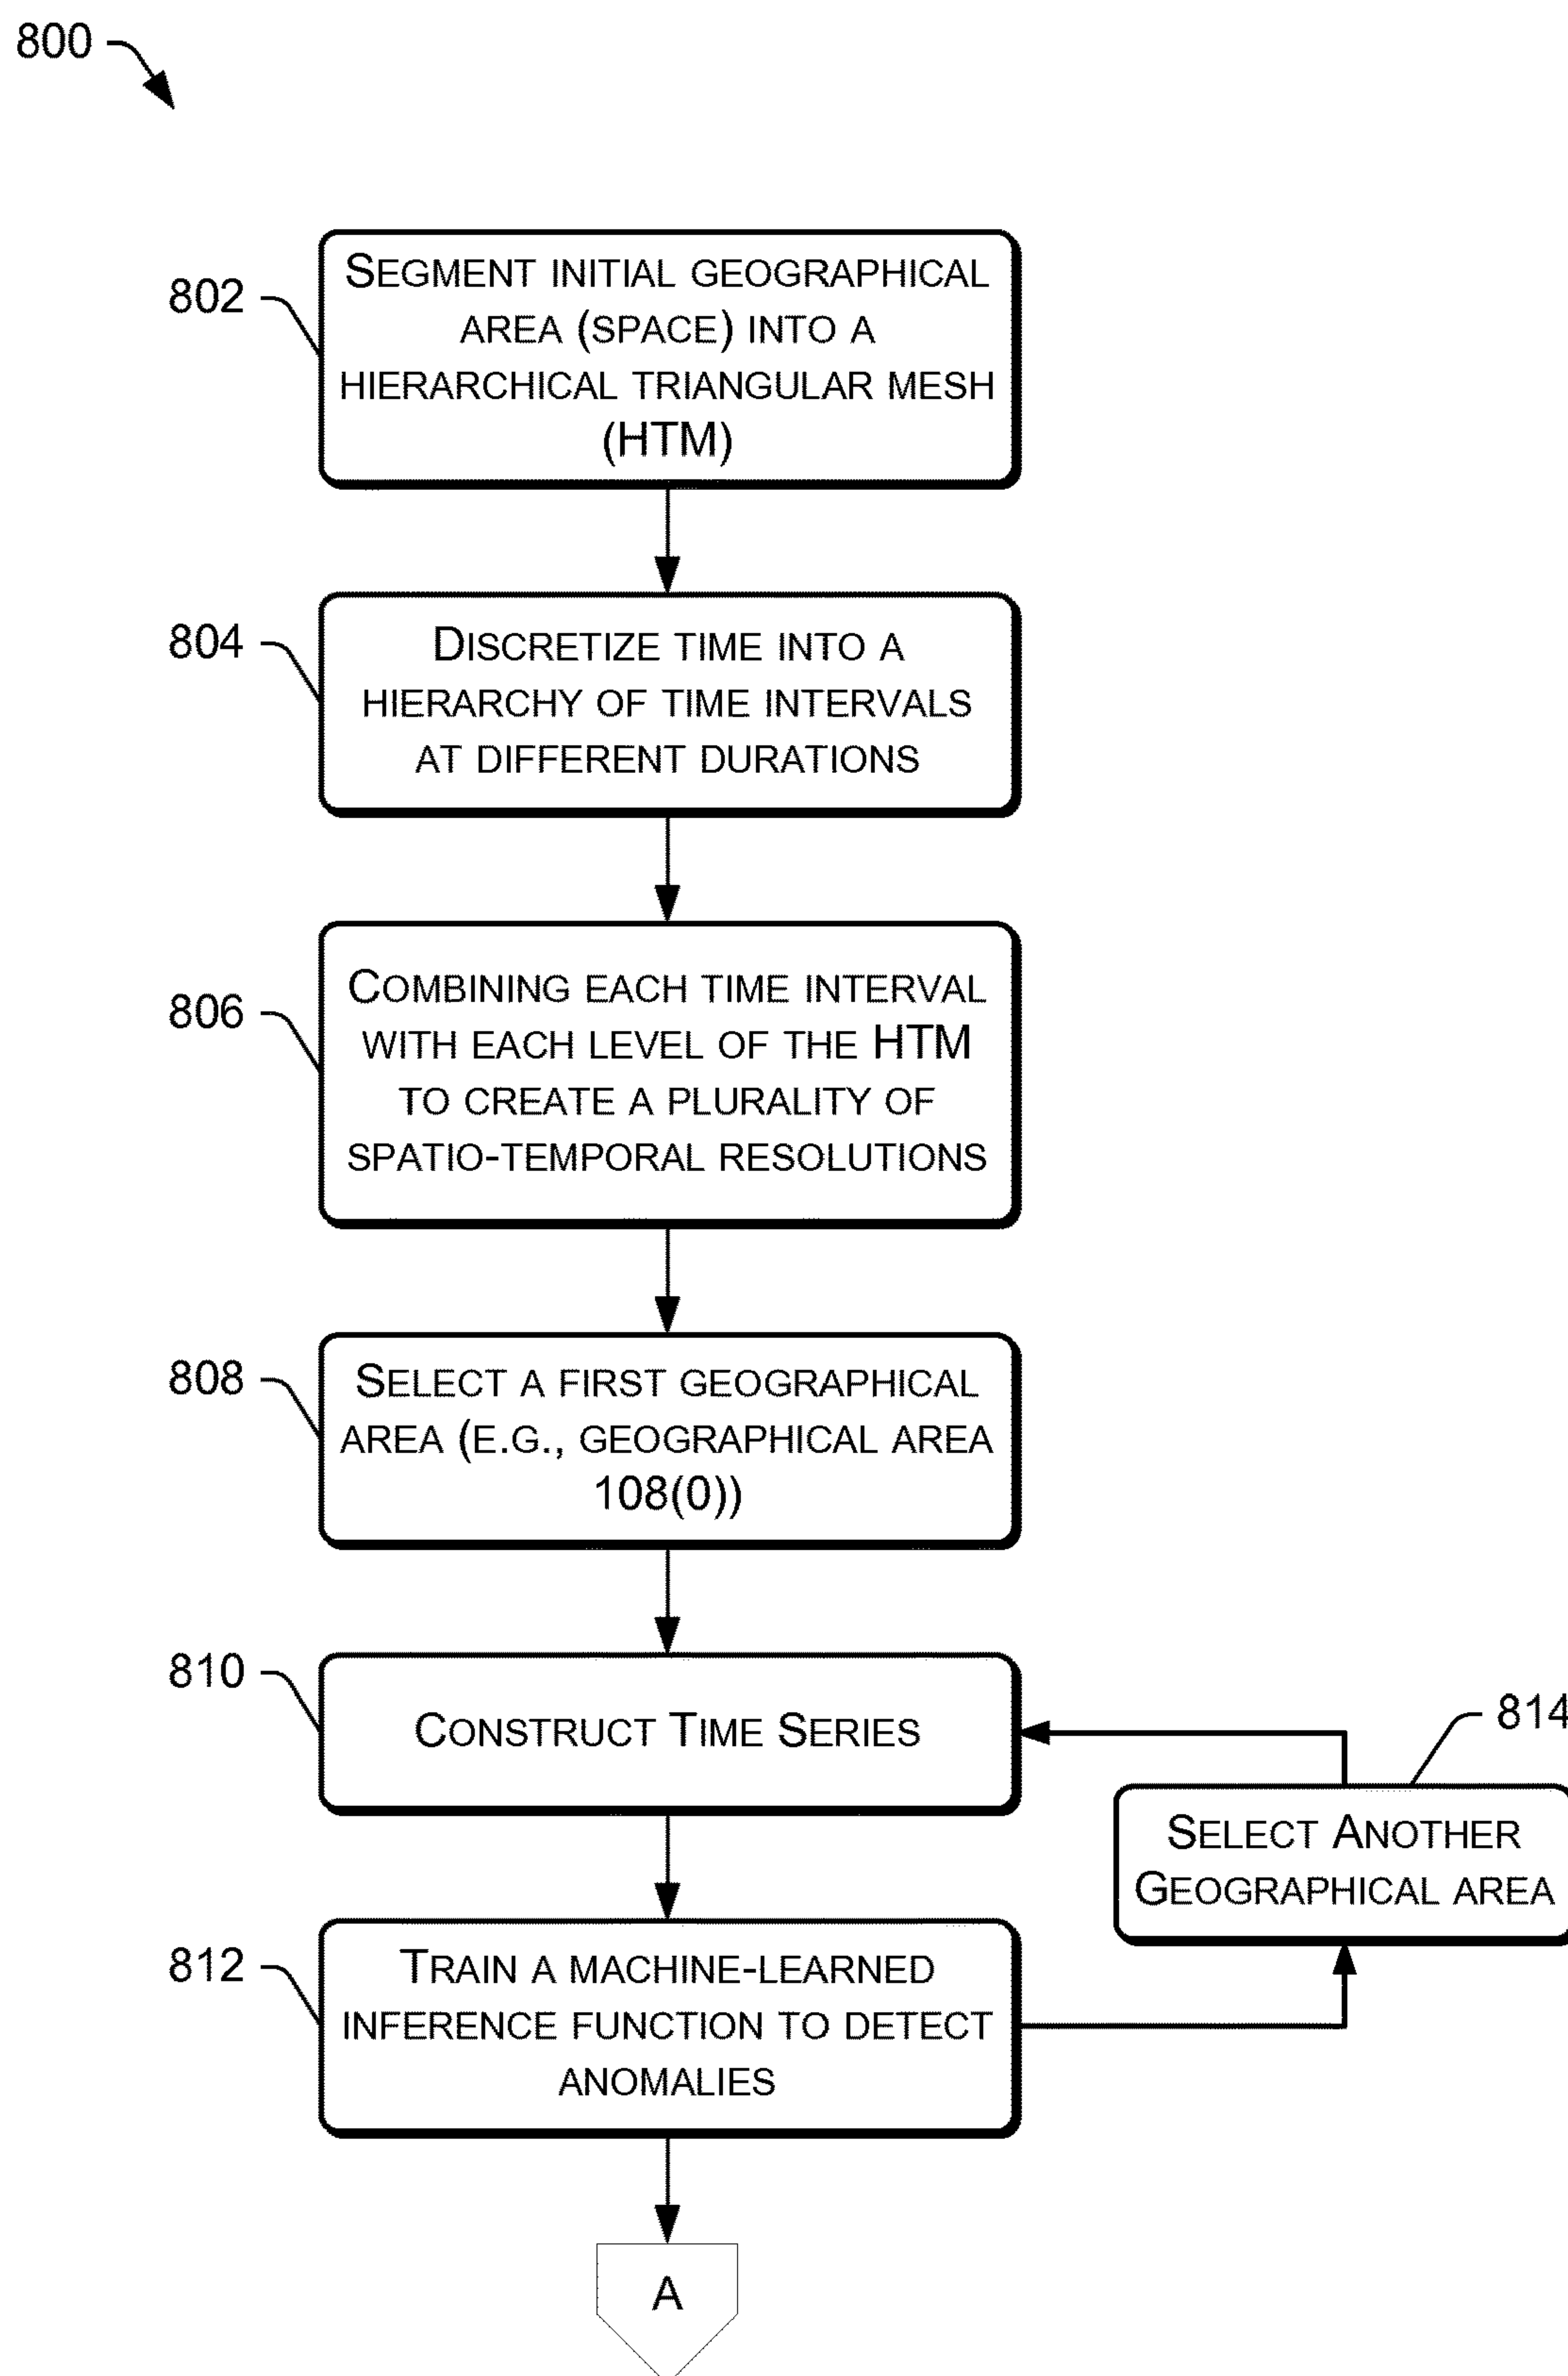 800
802
SEGMENT INITIAL GEOGRAPHICAL
AREA (SPACE) INTO A
HIERARCHICAL TRIANGULAR MESH
(HTM)
804
DISCRETIZE TIME INTO A
HIERARCHY OF TIME INTERVALS
AT DIFFERENT DURATIONS
806
COMBINING EACH TIME INTERVAL
WITH EACH LEVEL OF THE HTM
TO CREATE A PLURALITY OF
SPATIO-TEMPORAL RESOLUTIONS
808
SELECT A FIRST GEOGRAPHICAL
AREA (E.G., GEOGRAPHICAL AREA
108(0))
810
CONSTRUCT TIME SERIES
814
SELECT ANOTHER
GEOGRAPHICAL AREA
812
TRAIN A MACHINE-LEARNED
INFERENCE FUNCTION TO DETECT
ANOMALIES
A